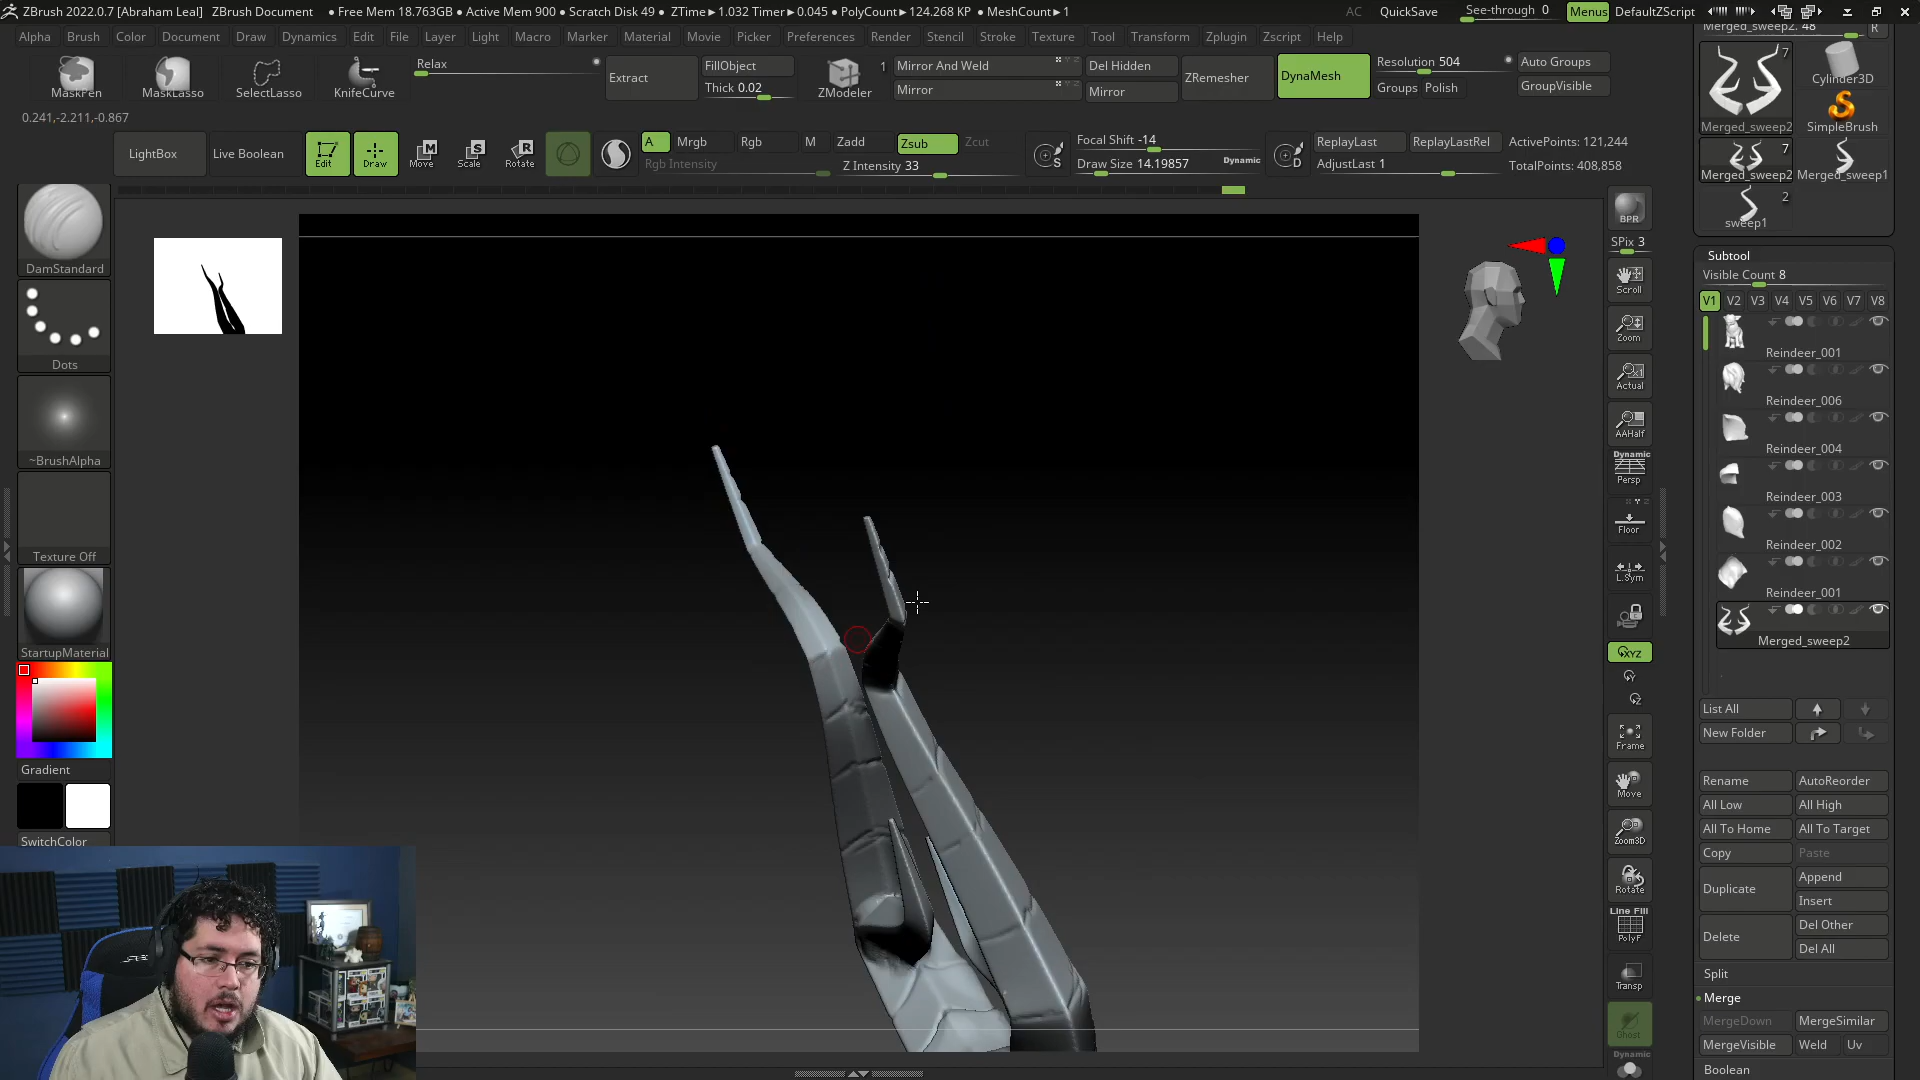 ZBrush 2022.0.7 [Abraham Leal] ZBrush Document ● Free Mem 18.763GB ● Active Mem 900 ● Scratch Disk 49 ● ZTime►1.032 Timer►0.045 ● PolyCount►124.268 KP ● MeshCount►1 AC QuickSave See-through 0 Menus DefaultZScript
Alpha Brush Color Document Draw Dynamics Edit File Layer Light Macro Marker Material Movie Picker Preferences Render Stencil Stroke Texture Tool Transform Zplugin Zscript Help
MaskPen MaskLasso SelectLasso KnifeCurve
Relax
Extract
FillObject
Thick 0.02
ZModeler
1
Mirror And Weld
Mirror
Del Hidden
Mirror
ZRemesher
DynaMesh
Resolution 504
Groups Polish
Auto Groups
GroupVisible
0.241,-2.211,-0.867
LightBox
Live Boolean
Edit
Draw
Move
Scale
Rotate
A Mrgb Rgb M Zadd Zsub Zcut
Rgb Intensity
Z Intensity 33
Focal Shift -14
Draw Size 14.19857 Dynamic
S
D
ReplayLast ReplayLastRel
AdjustLast 1
ActivePoints: 121,244
TotalPoints: 408,858
DamStandard
Dots
~BrushAlpha
Texture Off
StartupMaterial
Gradient
SwitchColor
BPR
SPix 3
Scroll
Zoom
Actual
AAHalf
Dynamic
Persp
Floor
L.Sym
XYZ
Y
Z
Frame
Move
Zoom3D
Rotate
Line Fill
PolyF
Transp
Ghost
Dynamic
Merged_sweep2. 48 R
7
Merged_sweep2
Cylinder3D
SimpleBrush
7
Merged_sweep2
Merged_sweep1
2
sweep1
Subtool
Visible Count 8
V1 V2 V3 V4 V5 V6 V7 V8
Reindeer_001
Reindeer_006
Reindeer_004
Reindeer_003
Reindeer_002
Reindeer_001
Merged_sweep2
List All
New Folder
Rename AutoReorder
All Low All High
All To Home All To Target
Copy Paste
Duplicate
Append
Insert
Delete
Del Other
Del All
Split
Merge
MergeDown MergeSimilar
MergeVisible Weld Uv
Boolean